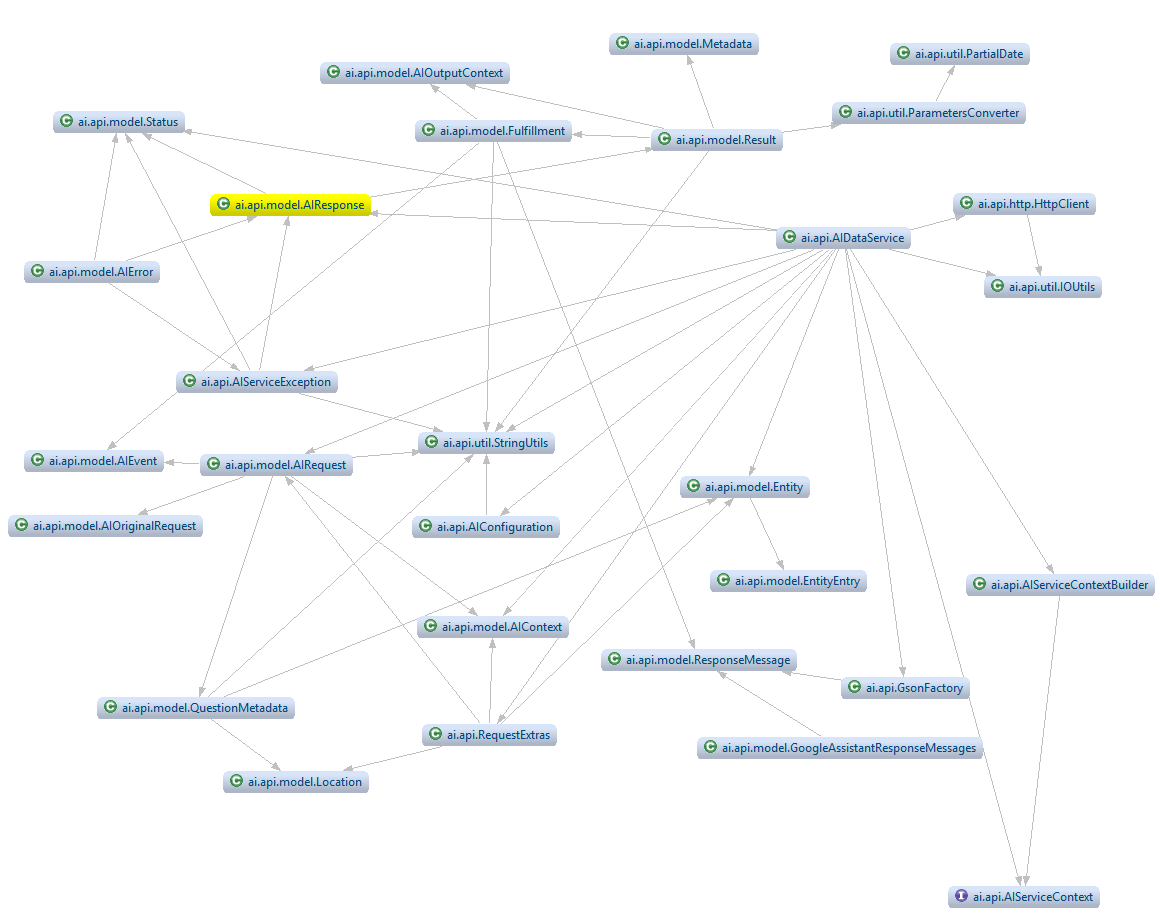 ai.api.model.Metadata
ai.api.util.PartialDate
ai.api.model.AIOutputContext
ai.api.util.ParametersConverter
ai.api.model.Status
ai.api.model.Fulfillment
ai.api.model.Result
ai.api.model.AIResponse
ai.api.http.HttpClient
ai.api.AIDataService
ai.api.model.AIError
ai.api.util.IOUtils
ai.api.AIServiceException
ai.api.util.StringUtils
ai.api.model.AIEvent
ai.api.model.AIRequest
ai.api.model.Entity
ai.api.model.AIOriginalRequest
ai.api.AIConfiguration
ai.api.model.EntityEntry
ai.api.AIServiceContextBuilder
ai.api.model.AIContext
ai.api.model.ResponseMessage
ai.api.GsonFactory
ai.api.model.QuestionMetadata
ai.api.RequestExtras
ai.api.model.GoogleAssistantResponseMessages
ai.api.model.Location
ai.api.AIServiceContext